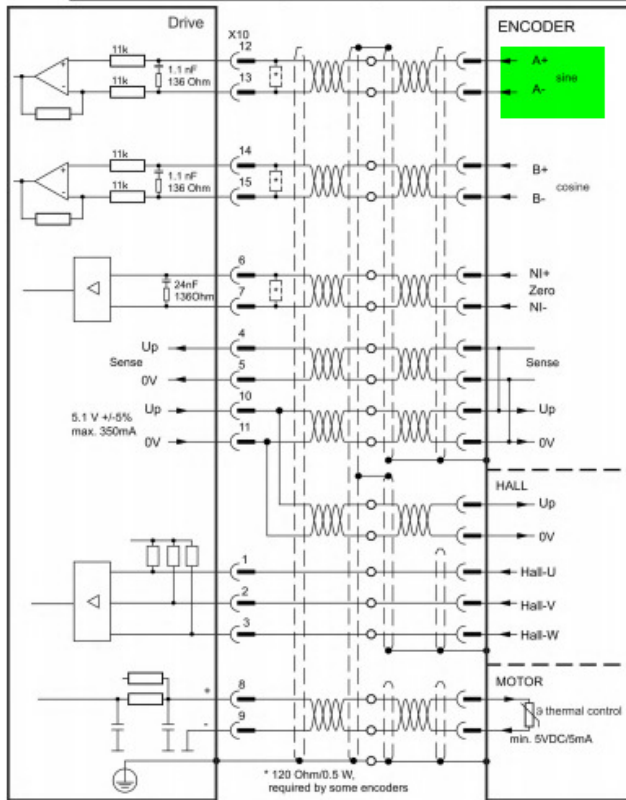 Drive
X10
ENCODER
12
11k
1.1 nF
136 Ohm
*
A+
sine
11k
13
A-
14
11k
1.1 nF
136 Ohm
*
B+
cosine
11k
15
B-
6
24nF
136Ohm
*
NI+
Zero
7
NI-
4
Up
Sense
Sense
5
0V
10
Up
Up
5.1 V +/-5%
max. 350mA
11
0V
0V
HALL
Up
0V
1
Hall-U
2
Hall-V
3
Hall-W
MOTOR
+
8
ϑ thermal control
-
9
min. 5VDC/5mA
* 120 Ohm/0.5 W,
required by some encoders